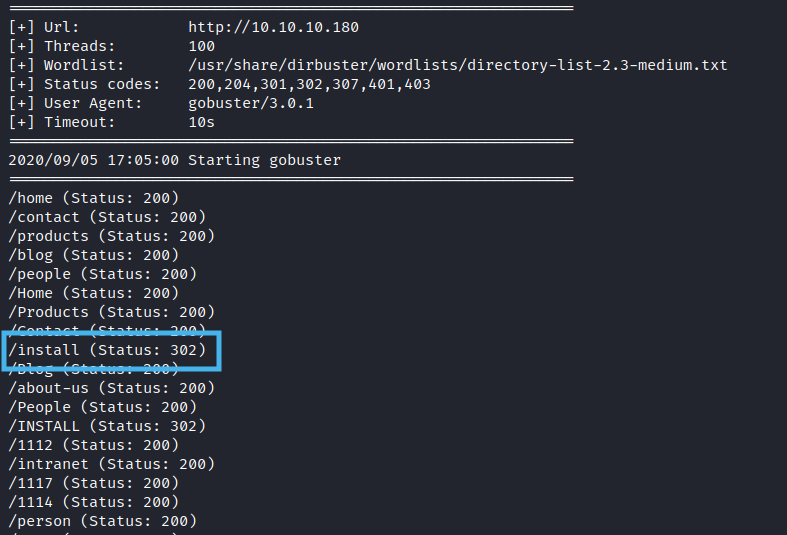 [+] Url: http://10.10.10.180
[+] Threads: 100
[+] Wordlist: /usr/share/dirbuster/wordlists/directory-list-2.3-medium.txt
[+] Status codes: 200,204,301,302,307,401,403
[+] User Agent: gobuster/3.0.1
[+] Timeout: 10s
2020/09/05 17:05:00 Starting gobuster
/home (Status: 200)
/contact (Status: 200)
/products (Status: 200)
/blog (Status: 200)
/people (Status: 200)
/Home (Status: 200)
/Products (Status: 200)
/Contact (Status: 200)
/install (Status: 302)
/Blog (Status: 200)
/about-us (Status: 200)
/People (Status: 200)
/INSTALL (Status: 302)
/1112 (Status: 200)
/intranet (Status: 200)
/1117 (Status: 200)
/1114 (Status: 200)
/person (Status: 200)